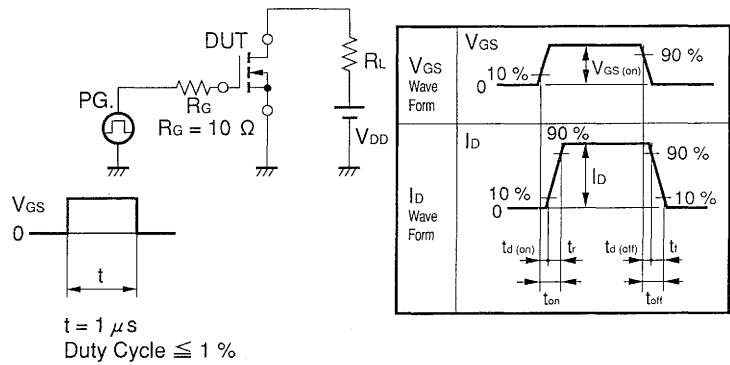 DUT
RL
PG.
RG
RG = 10 Ω
VDD
VGS
0
t
t = 1 μs
Duty Cycle ≦ 1 %
VGS
Wave
Form
VGS
10 %
0
VGS (on)
90 %
ID
Wave
Form
ID
90 %
90 %
ID
10 %
0
10 %
td (on)
tr
td (off)
tf
ton
toff